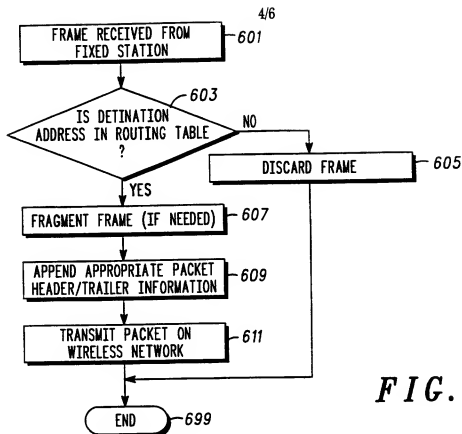 4/6
FRAME RECEIVED FROM
FIXED STATION
601
603
IS DETINATION
ADDRESS IN ROUTING TABLE
?
NO
YES
DISCARD FRAME
605
FRAGMENT FRAME (IF NEEDED)
607
APPEND APPROPRIATE PACKET
HEADER/TRAILER INFORMATION
609
TRANSMIT PACKET ON
WIRELESS NETWORK
611
FIG.
END
699